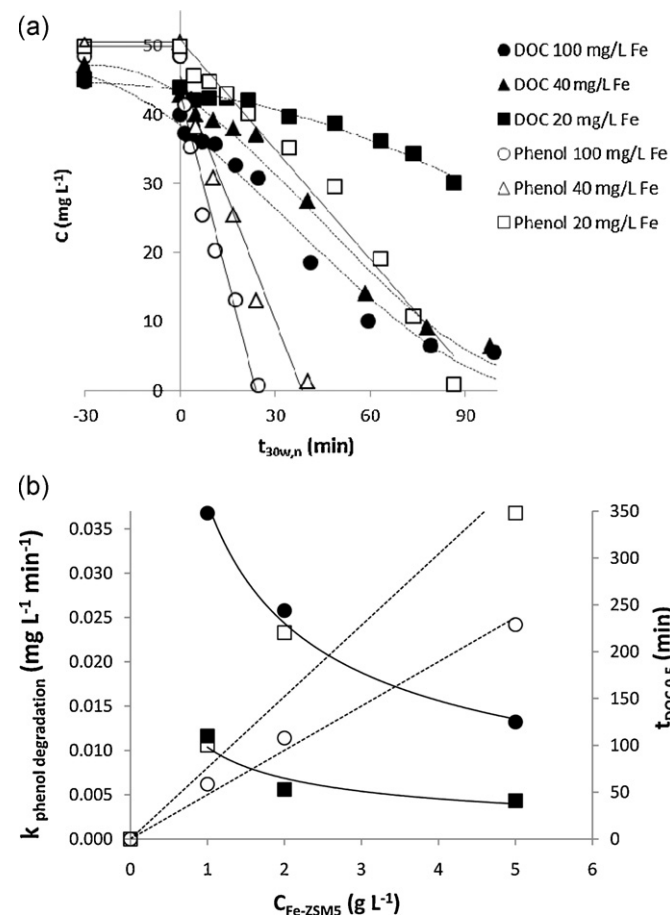 (a)
50
40
30
20
10
0
C (mg L-1)
-30 0 30 60 90
t30w,n (min)
● DOC 100 mg/L Fe
▲ DOC 40 mg/L Fe
■ DOC 20 mg/L Fe
○ Phenol 100 mg/L Fe
△ Phenol 40 mg/L Fe
□ Phenol 20 mg/L Fe
(b)
0.035
0.030
0.025
0.020
0.015
0.010
0.005
0.000
k phenol degradation (mg L-1 min-1)
350
300
250
200
150
100
50
0
tDOC0.5 (min)
0 1 2 3 4 5 6
CFe-ZSM5 (g L-1)